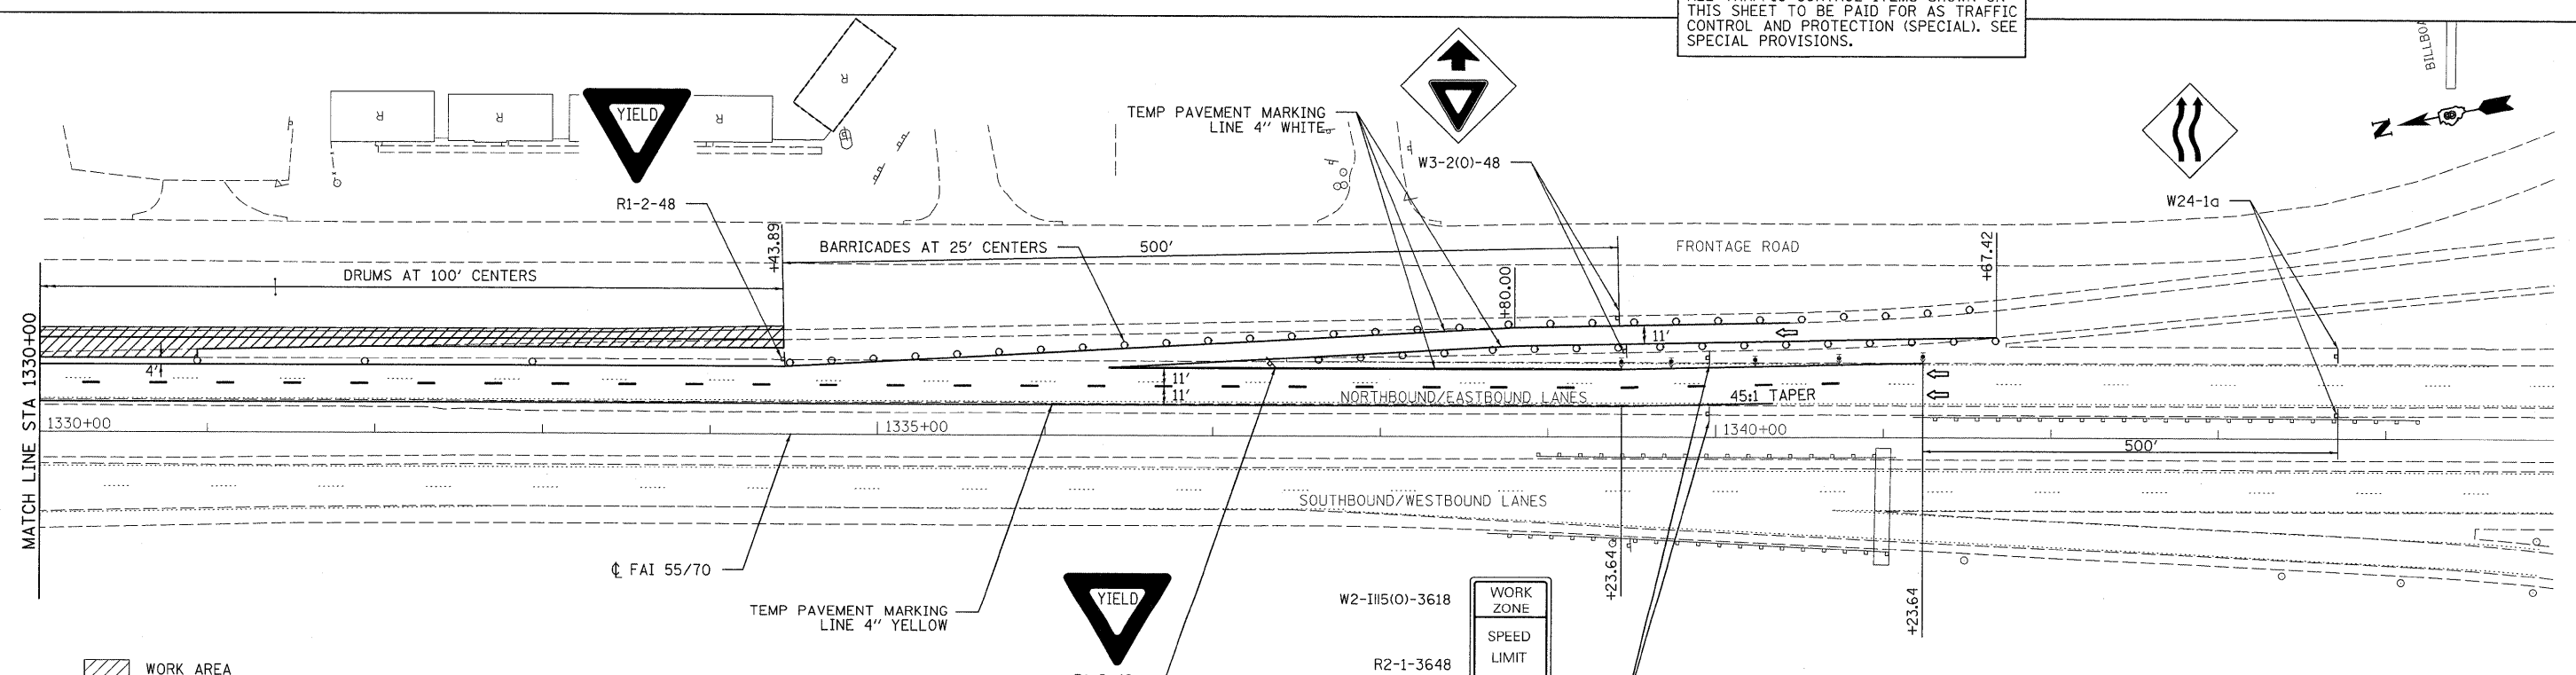 THIS SHEET TO BE PAID FOR AS TRAFFIC
CONTROL AND PROTECTION (SPECIAL). SEE
SPECIAL PROVISIONS.
R
R
R
R
YIELD
TEMP PAVEMENT MARKING
LINE 4" WHITE
W3-2(O)-48
R1-2-48
W24-1a
N
+43.89
BARRICADES AT 25' CENTERS
500'
FRONTAGE ROAD
+67.42
DRUMS AT 100' CENTERS
+80.00
11'
4'
11'
11'
NORTHBOUND/EASTBOUND LANES
45:1 TAPER
MATCH LINE STA 1330+00
1330+00
1335+00
1340+00
500'
SOUTHBOUND/WESTBOUND LANES
℄ FAI 55/70
+23.64
+23.64
TEMP PAVEMENT MARKING
LINE 4" YELLOW
YIELD
W2-I115(O)-3618
WORK
ZONE
SPEED
LIMIT
R2-1-3648
WORK AREA